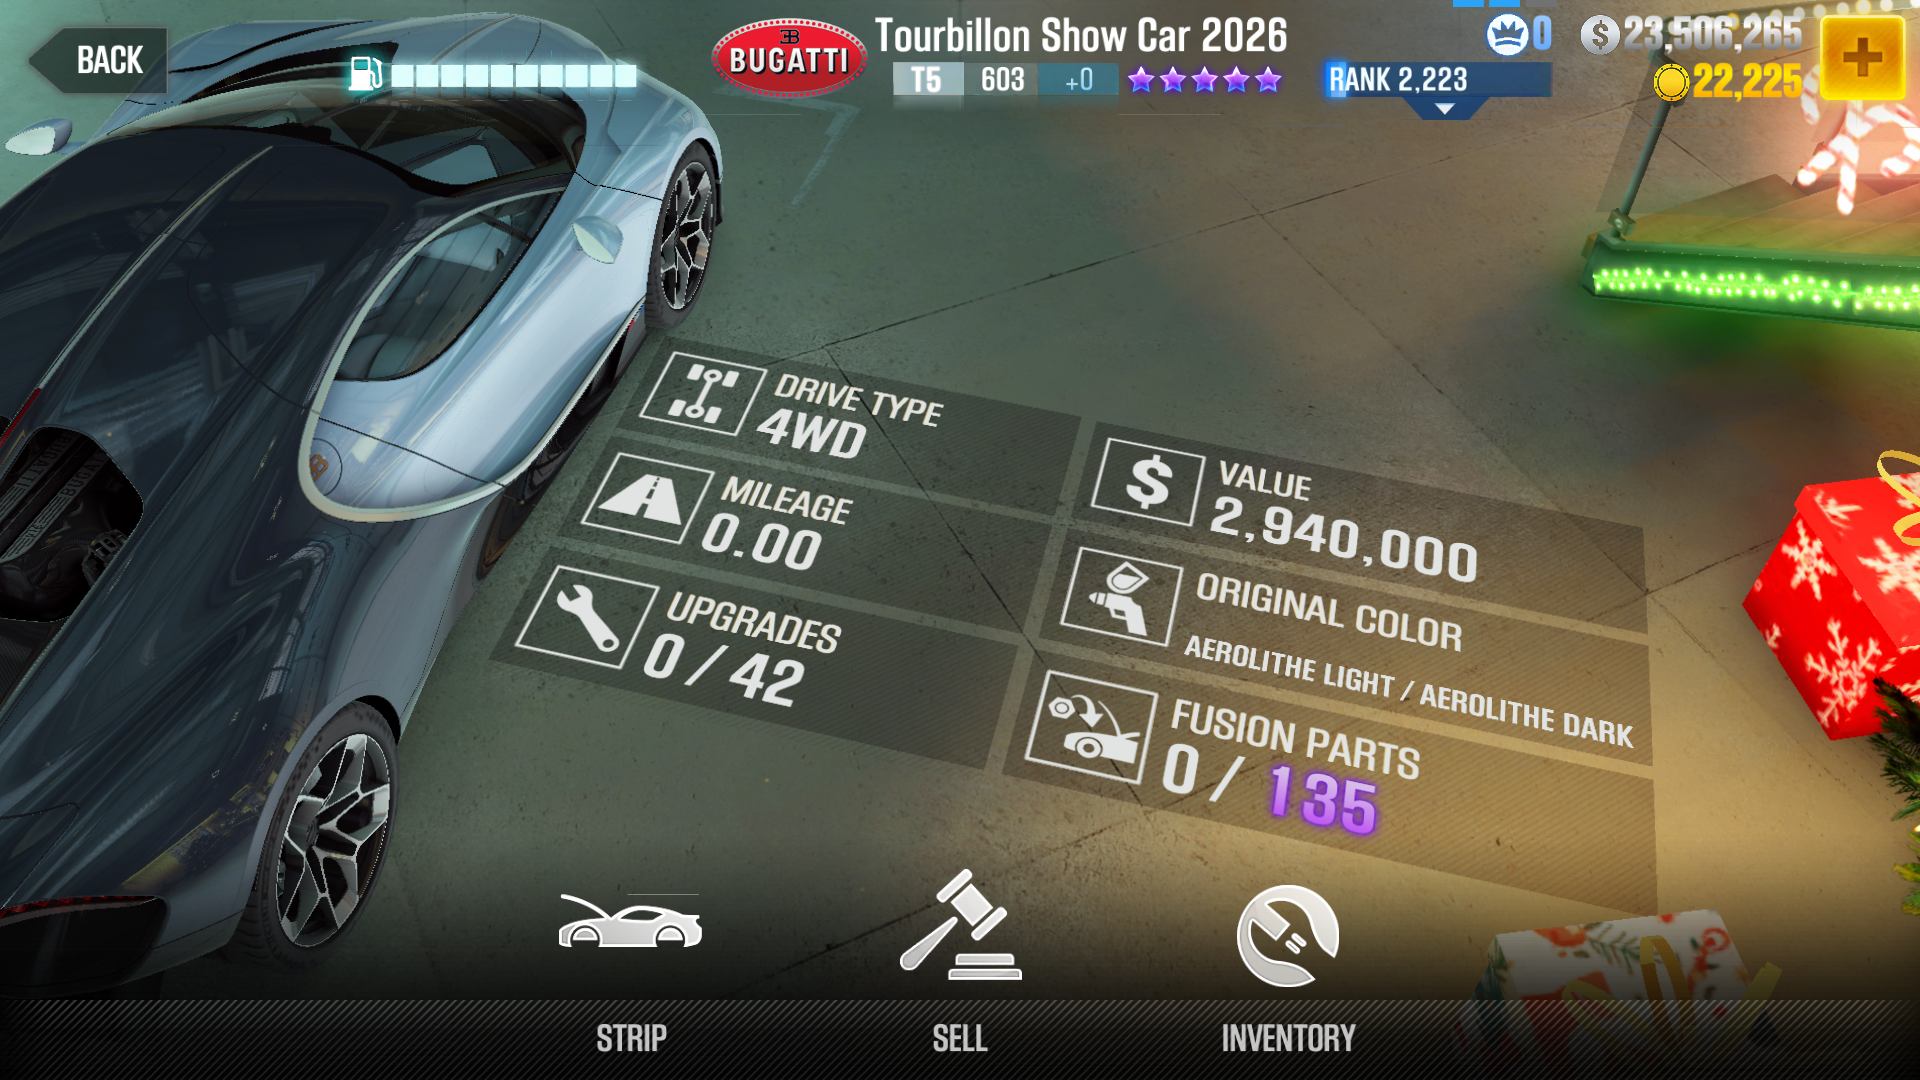 BACK
BUGATTI
Tourbillon Show Car 2026
T5 603 +0
RANK 2,223
0
23,506,265
22,225
DRIVE TYPE
4WD
MILEAGE
0.00
UPGRADES
0 / 42
VALUE
2,940,000
ORIGINAL COLOR
AEROLITHE LIGHT / AEROLITHE DARK
FUSION PARTS
0 / 135
STRIP
SELL
INVENTORY